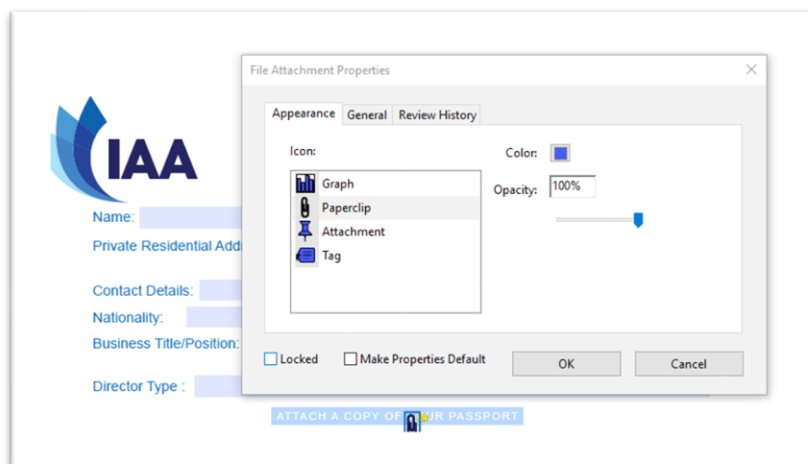 File Attachment Properties
Appearance General Review History
Icon:
Color:
Graph
Opacity: 100%
Paperclip
Attachment
Tag
IAA
Name:
Private Residential Add
Contact Details:
Nationality:
Business Title/Position:
Locked Make Properties Default OK Cancel
Director Type :
ATTACH A COPY OF UR PASSPORT